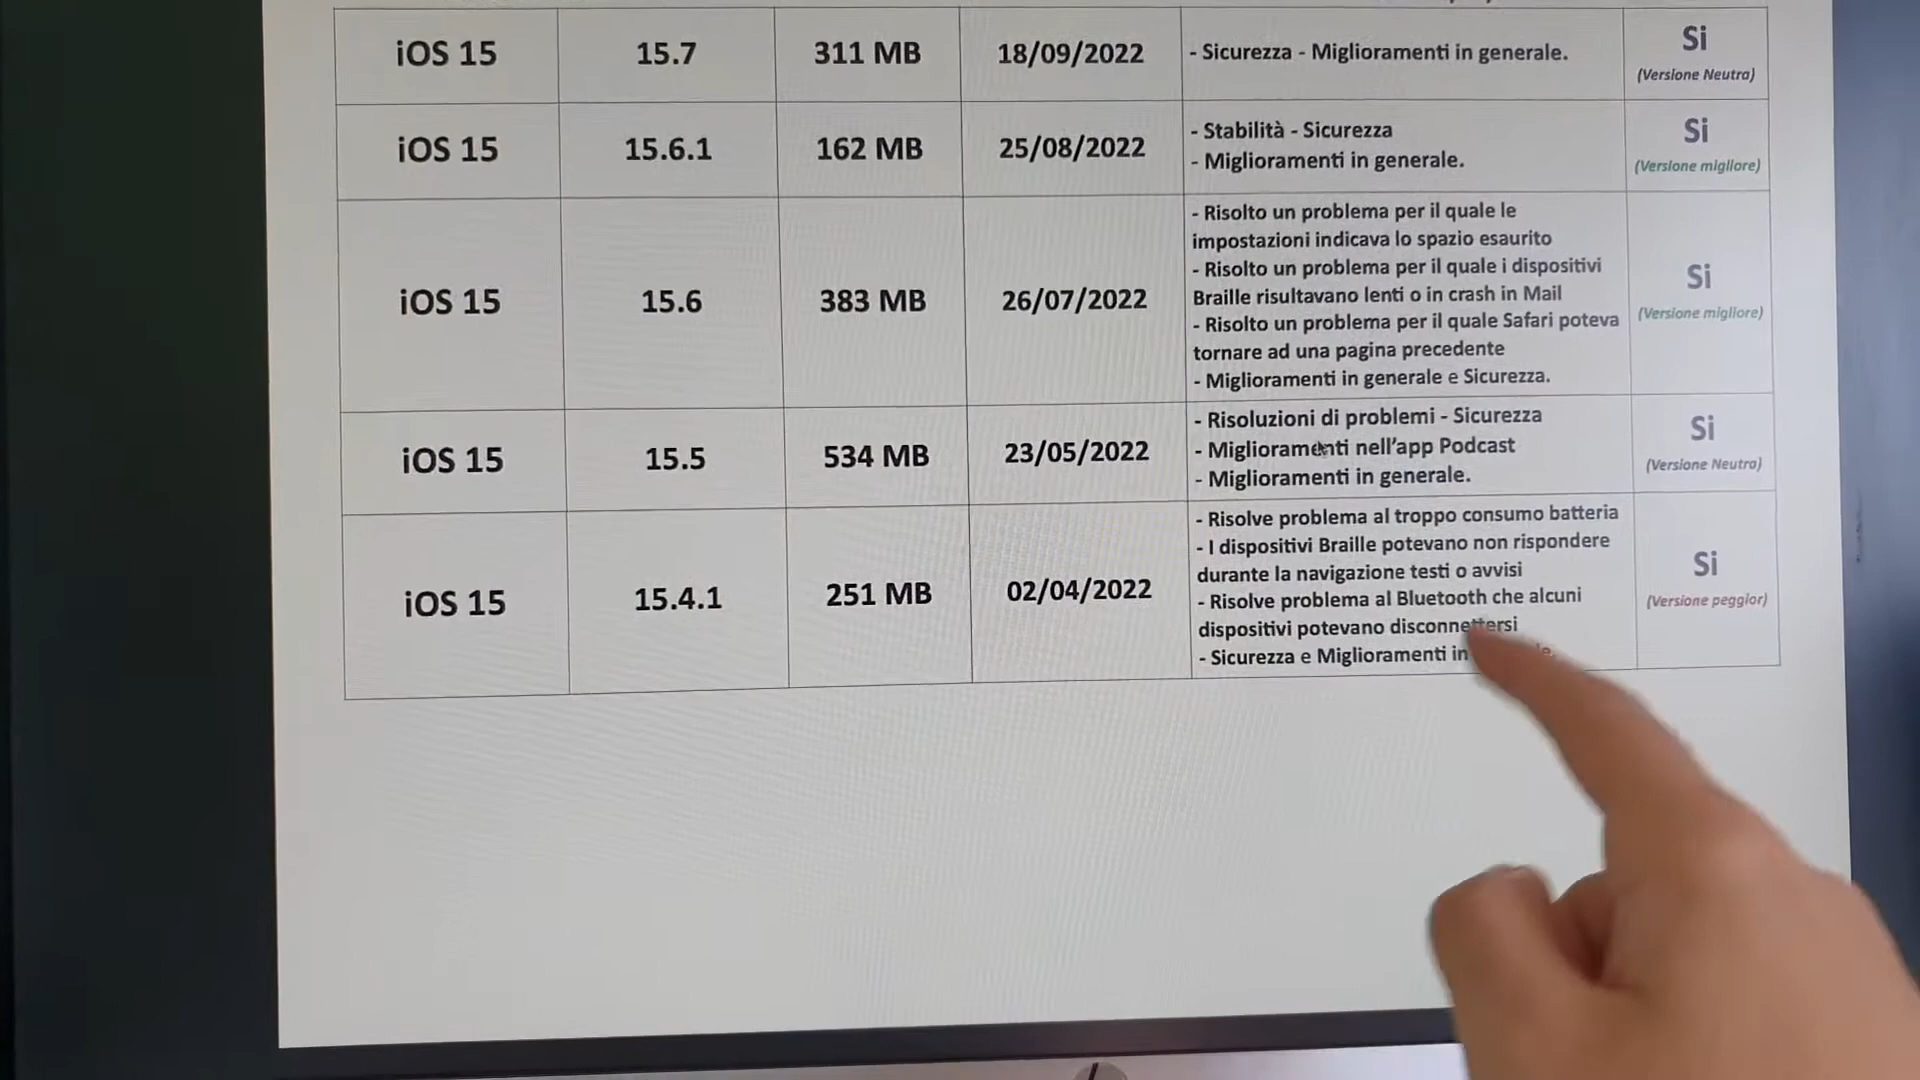 iOS 15
15.7
311 MB
18/09/2022
- Sicurezza - Miglioramenti in generale.
Si
(Versione Neutra)
iOS 15
15.6.1
162 MB
25/08/2022
- Stabilità - Sicurezza
- Miglioramenti in generale.
Si
(Versione migliore)
iOS 15
15.6
383 MB
26/07/2022
- Risolto un problema per il quale le
impostazioni indicava lo spazio esaurito
- Risolto un problema per il quale i dispositivi
Braille risultavano lenti o in crash in Mail
- Risolto un problema per il quale Safari poteva
tornare ad una pagina precedente
- Miglioramenti in generale e Sicurezza.
Si
(Versione migliore)
iOS 15
15.5
534 MB
23/05/2022
- Risoluzioni di problemi - Sicurezza
- Miglioramenti nell'app Podcast
- Miglioramenti in generale.
Si
(Versione Neutra)
iOS 15
15.4.1
251 MB
02/04/2022
- Risolve problema al troppo consumo batteria
- I dispositivi Braille potevano non rispondere
durante la navigazione testi o avvisi
- Risolve problema al Bluetooth che alcuni
dispositivi potevano disconnettersi
- Sicurezza e Miglioramenti in
Si
(Versione peggior)